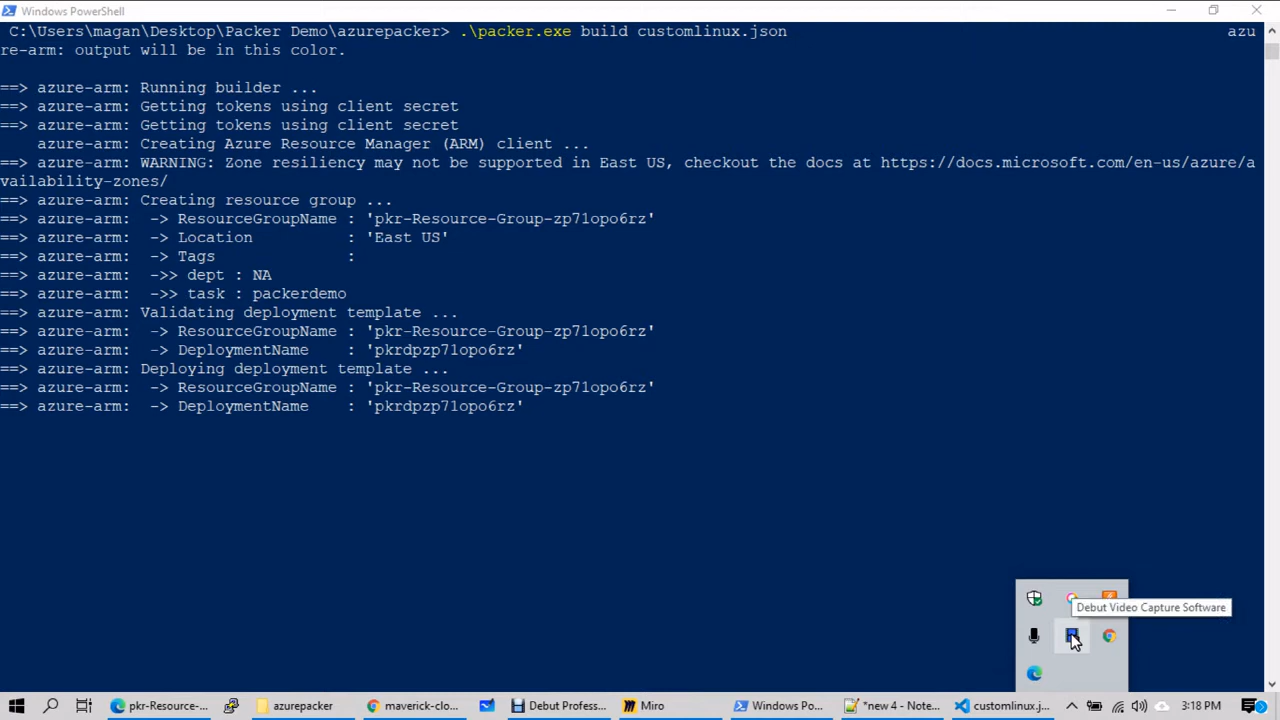 Windows PowerShell
C:\Users\magan\Desktop\Packer Demo\azurepacker> .\packer.exe build customlinux.json azu
re-arm: output will be in this color.
==> azure-arm: Running builder ...
==> azure-arm: Getting tokens using client secret
==> azure-arm: Getting tokens using client secret
    azure-arm: Creating Azure Resource Manager (ARM) client ...
==> azure-arm: WARNING: Zone resiliency may not be supported in East US, checkout the docs at https://docs.microsoft.com/en-us/azure/a
vailability-zones/
==> azure-arm: Creating resource group ...
==> azure-arm:  -> ResourceGroupName : 'pkr-Resource-Group-zp71opo6rz'
==> azure-arm:  -> Location          : 'East US'
==> azure-arm:  -> Tags              :
==> azure-arm:  ->> dept : NA
==> azure-arm:  ->> task : packerdemo
==> azure-arm: Validating deployment template ...
==> azure-arm:  -> ResourceGroupName : 'pkr-Resource-Group-zp71opo6rz'
==> azure-arm:  -> DeploymentName    : 'pkrdpzp71opo6rz'
==> azure-arm: Deploying deployment template ...
==> azure-arm:  -> ResourceGroupName : 'pkr-Resource-Group-zp71opo6rz'
==> azure-arm:  -> DeploymentName    : 'pkrdpzp71opo6rz'
Debut Video Capture Software
pkr-Resource-... azurepacker maverick-clo... Debut Profess... Miro Windows Po... *new 4 - Note... customlinux.j... 3:18 PM